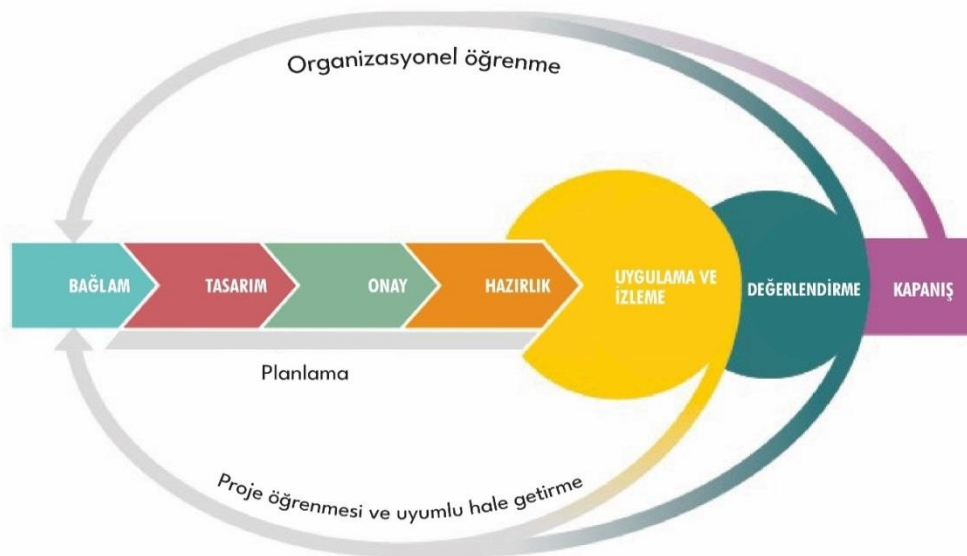 Organizasyonel öğrenme
BAĞLAM
TASARIM
ONAY
HAZIRLIK
UYGULAMA VE
İZLEME
DEĞERLENDİRME
KAPANIŞ
Planlama
Proje öğrenmesi ve uyumlu hale getirme